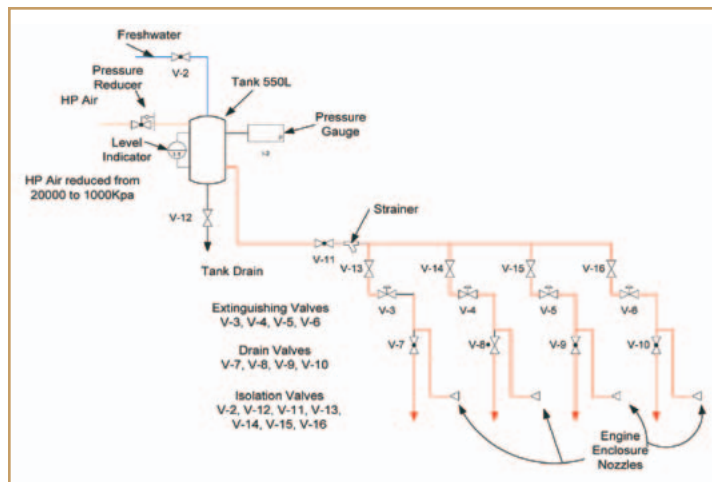 Freshwater
V-2
Pressure
Reducer
HP Air
Tank 550L
Pressure
Gauge
Level
Indicator
HP Air reduced from
20000 to 1000Kpa
V-12
Tank Drain
Strainer
V-11
V-13
V-14
V-15
V-16
V-3
V-4
V-5
V-6
V-7
V-8
V-9
V-10
Extinguishing Valves
V-3, V-4, V-5, V-6
Drain Valves
V-7, V-8, V-9, V-10
Isolation Valves
V-2, V-12, V-11, V-13,
V-14, V-15, V-16
Engine
Enclosure
Nozzles